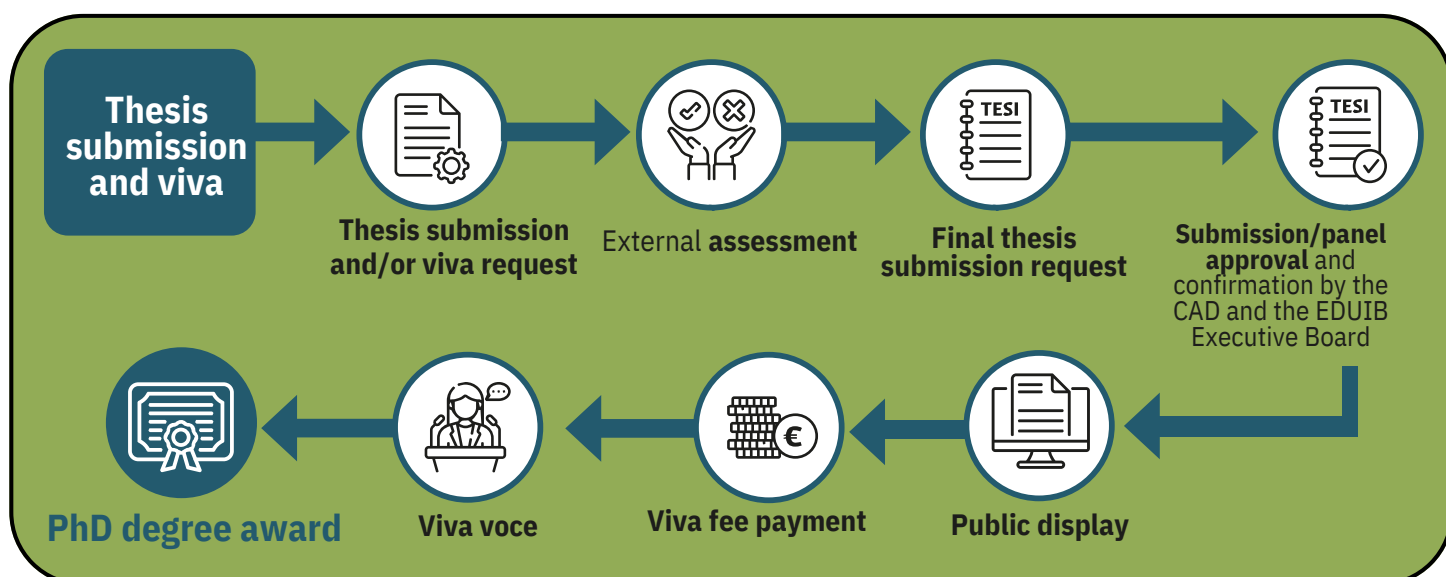 Thesis
submission
and viva
TESI
TESI
Thesis submission
and/or viva request
External assessment
Final thesis
submission request
Submission/panel
approval and
confirmation by the
CAD and the EDUIB
Executive Board
€
PhD degree award
Viva voce
Viva fee payment
Public display